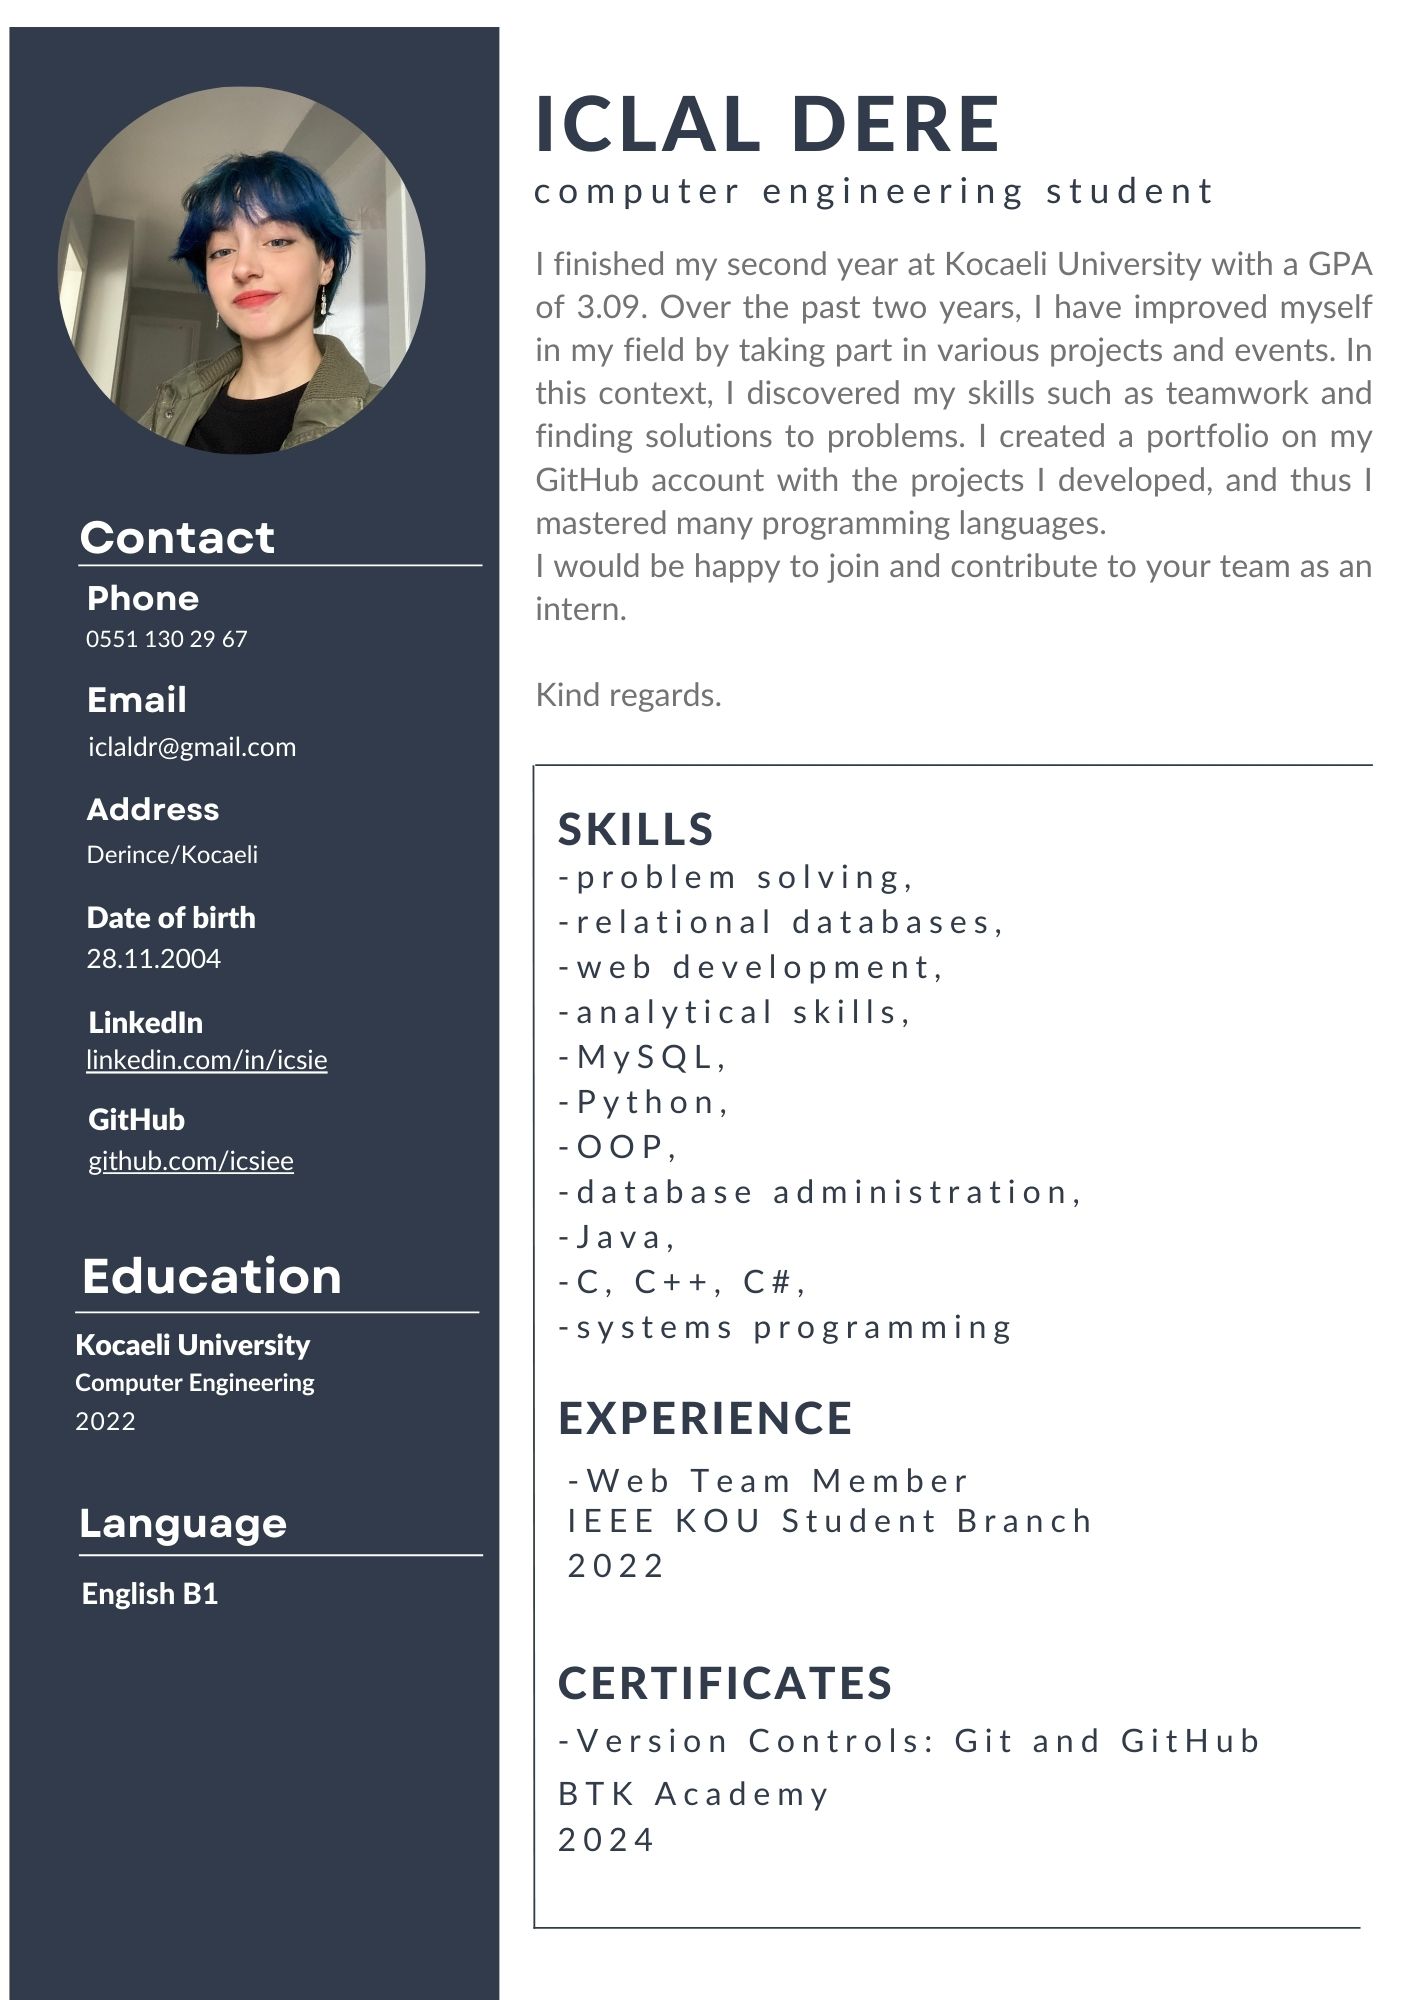 Contact
Phone
0551 130 29 67
Email
iclaldr@gmail.com
Address
Derince/Kocaeli
Date of birth
28.11.2004
LinkedIn
linkedin.com/in/icsie
GitHub
github.com/icsiee
Education
Kocaeli University
Computer Engineering
2022
Language
English B1
ICLAL DERE
computer engineering student
I finished my second year at Kocaeli University with a GPA
of 3.09. Over the past two years, I have improved myself
in my field by taking part in various projects and events. In
this context, I discovered my skills such as teamwork and
finding solutions to problems. I created a portfolio on my
GitHub account with the projects I developed, and thus I
mastered many programming languages.
I would be happy to join and contribute to your team as an
intern.
Kind regards.
SKILLS
-problem solving,
-relational databases,
-web development,
-analytical skills,
-MySQL,
-Python,
-OOP,
-database administration,
-Java,
-C, C++, C#,
-systems programming
EXPERIENCE
-Web Team Member
IEEE KOU Student Branch
2022
CERTIFICATES
-Version Controls: Git and GitHub
BTK Academy
2024